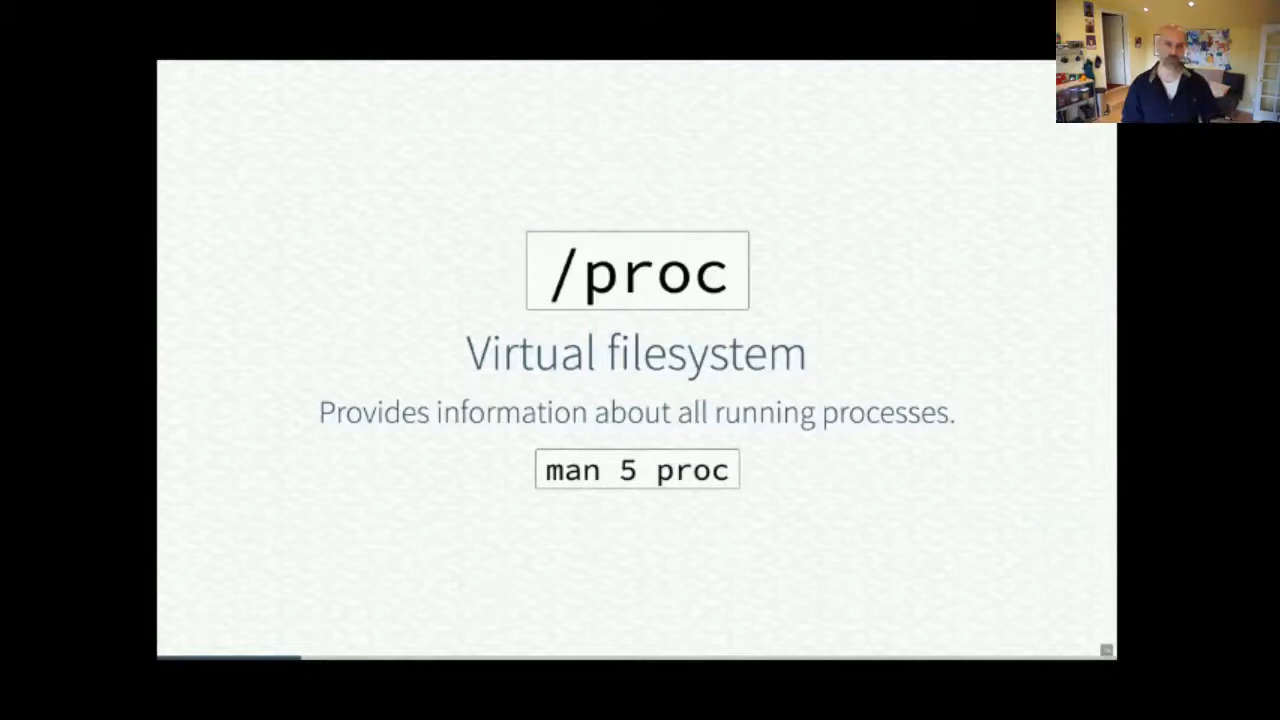 /proc
Virtual filesystem
Provides information about all running processes.
man 5 proc